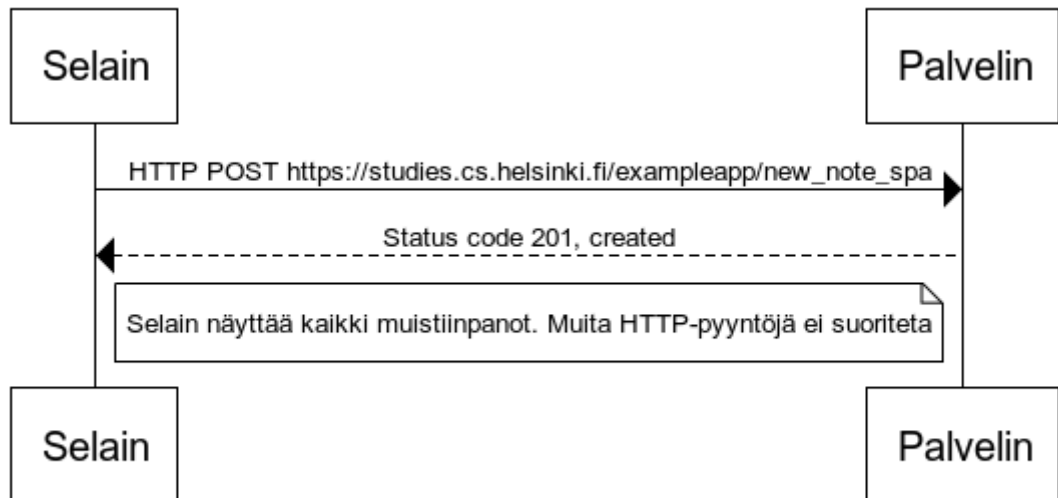 Selain
Palvelin
HTTP POST https://studies.cs.helsinki.fi/exampleapp/new_note_spa
Status code 201, created
Selain näyttää kaikki muistiinpanot. Muita HTTP-pyyntöjä ei suoriteta
Selain
Palvelin